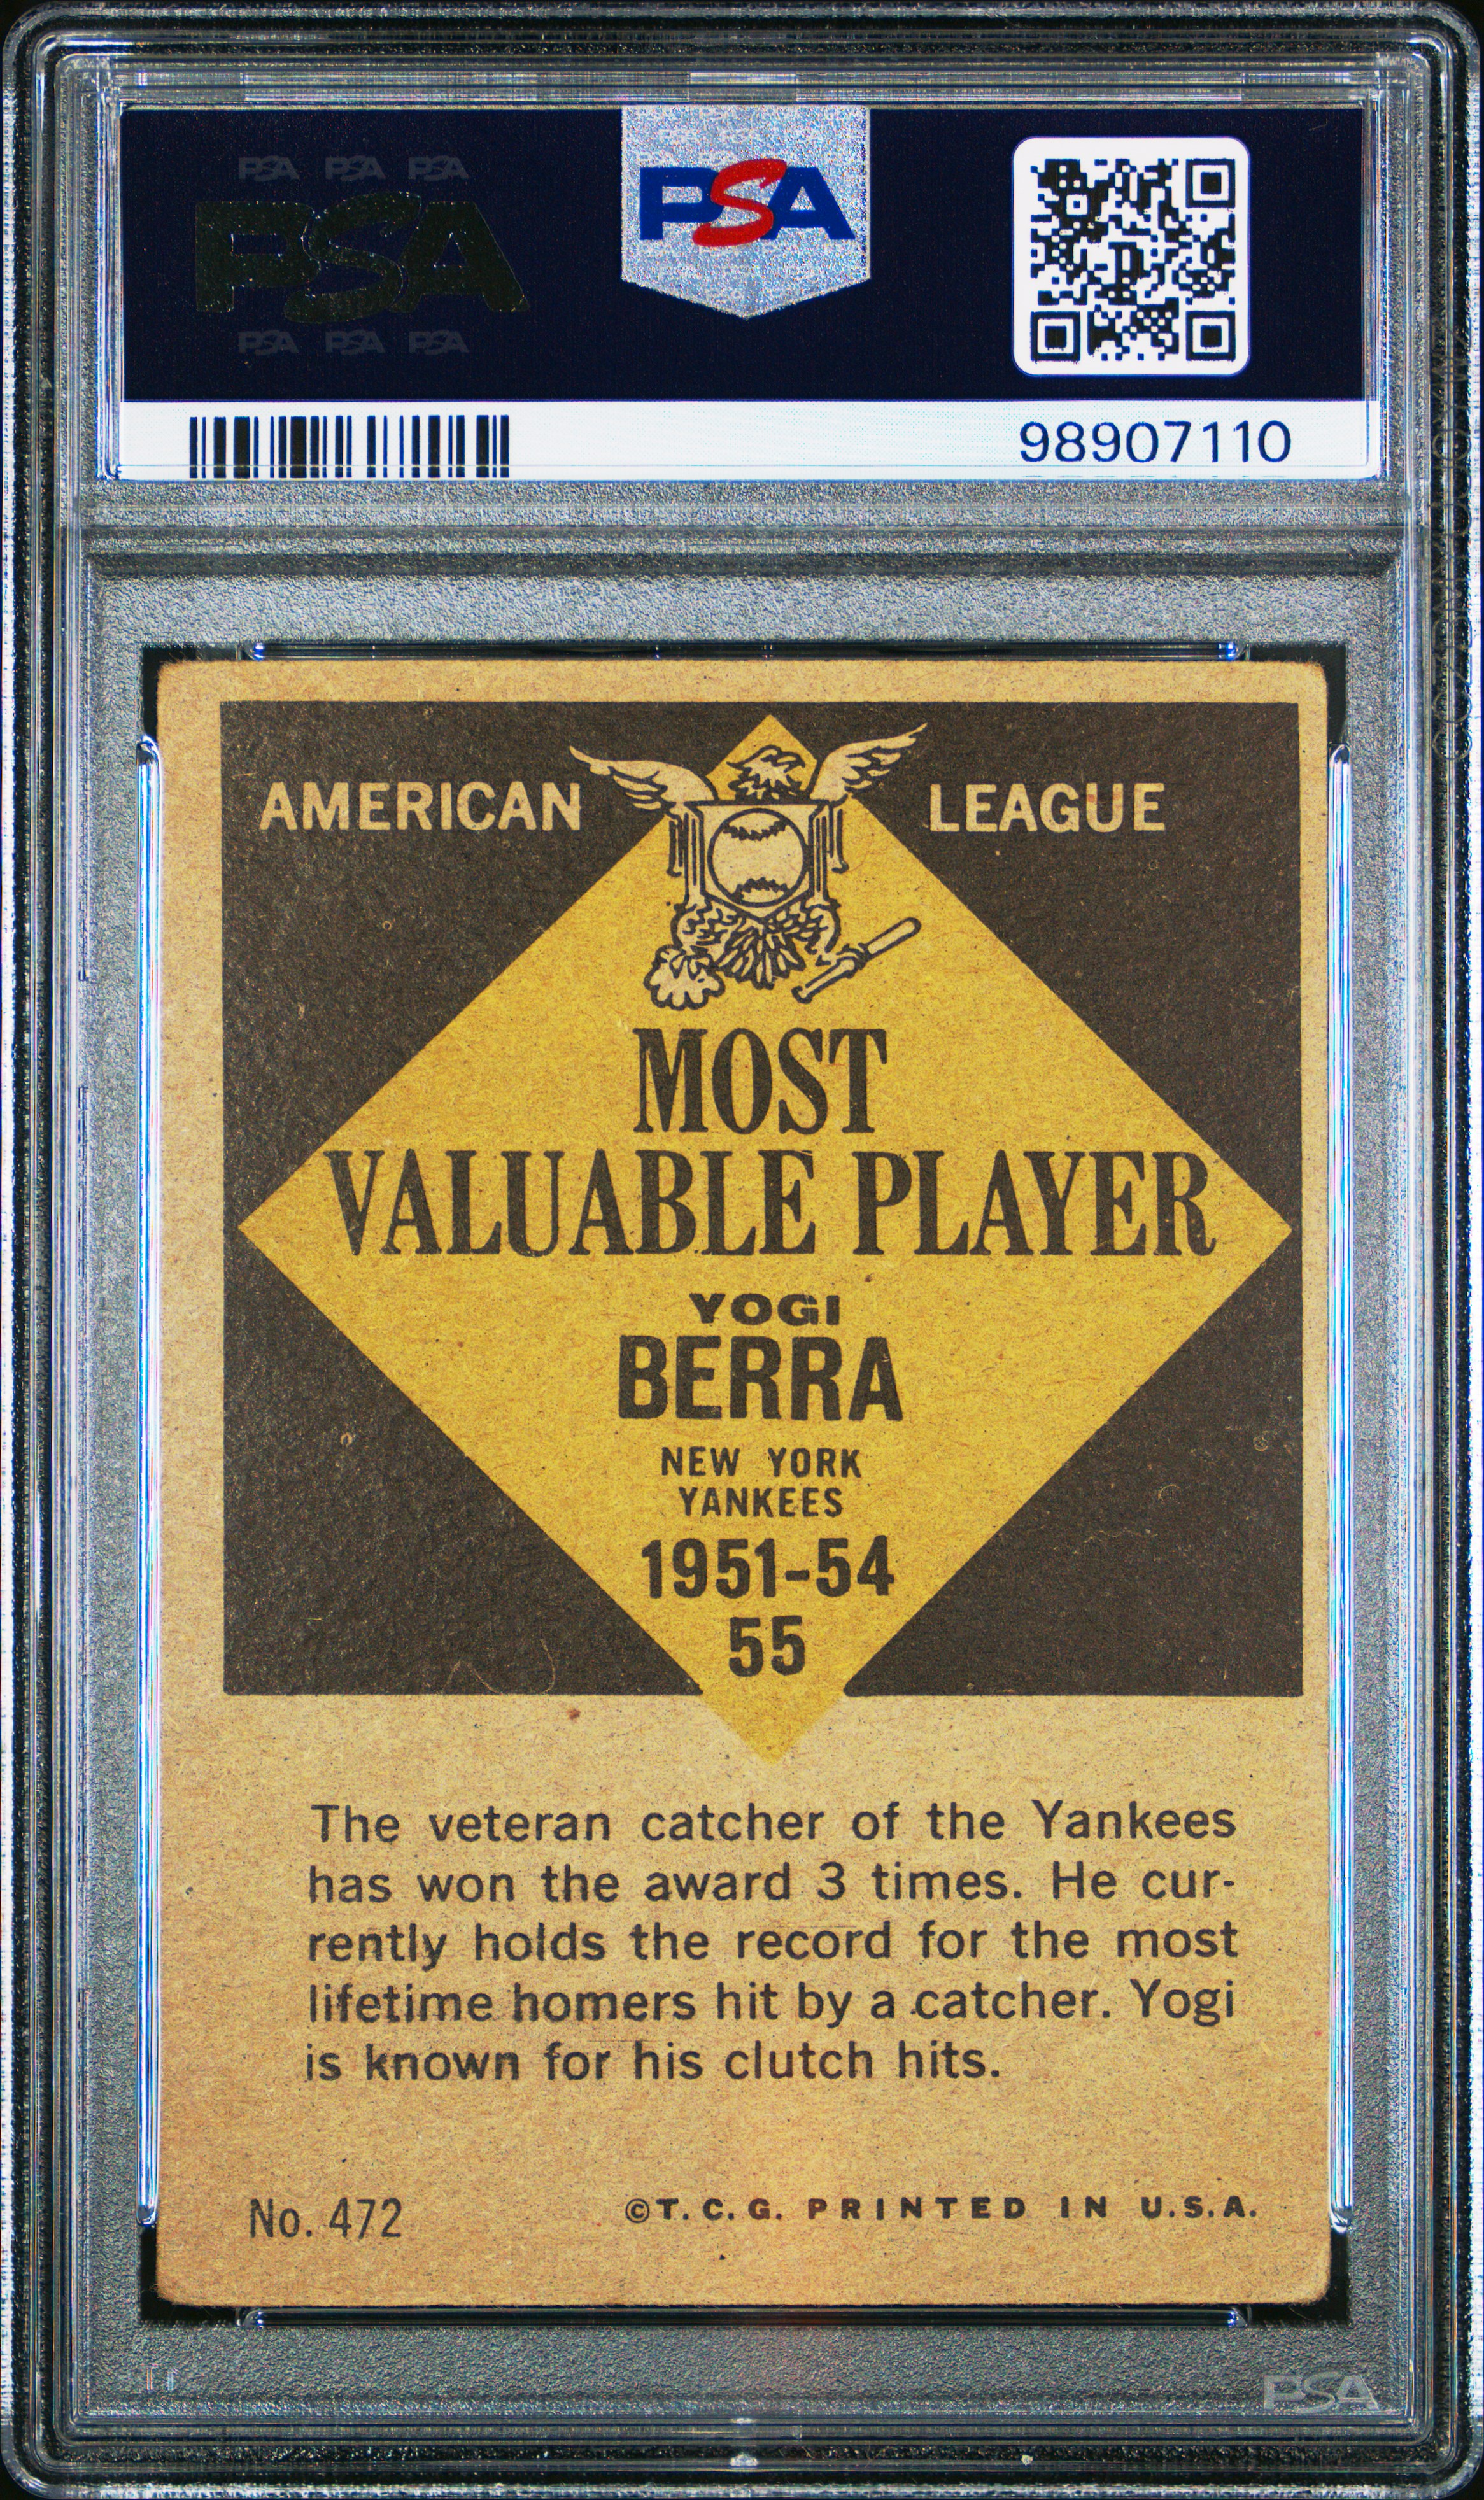 PSA PSA PSA
PSA
PSA PSA PSA
PSA
98907110
AMERICAN LEAGUE
MOST
VALUABLE PLAYER
YOGI
BERRA
NEW YORK
YANKEES
1951-54
55
The veteran catcher of the Yankees
has won the award 3 times. He cur-
rently holds the record for the most
lifetime homers hit by a catcher. Yogi
is known for his clutch hits.
No. 472 ©T.C.G. PRINTED IN U.S.A.
PSA